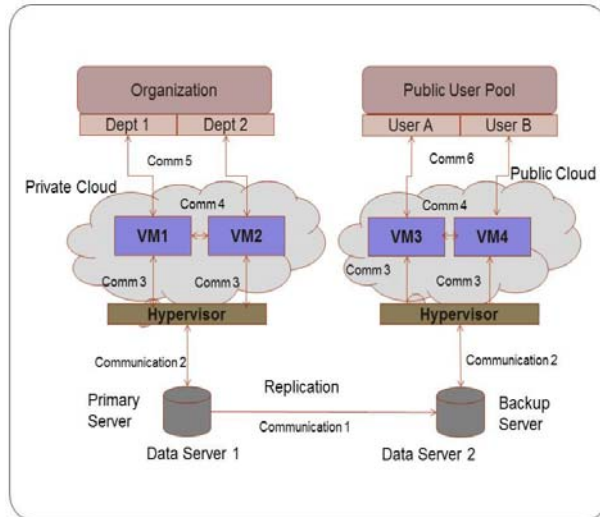 Organization
Public User Pool
Dept 1
Dept 2
User A
User B
Comm 5
Comm 6
Private Cloud
Public Cloud
Comm 4
Comm 4
VM1
VM2
VM3
VM4
Comm 3
Comm 3
Comm 3
Comm 3
Hypervisor
Hypervisor
Communication 2
Communication 2
Replication
Primary
Server
Backup
Server
Communication 1
Data Server 1
Data Server 2